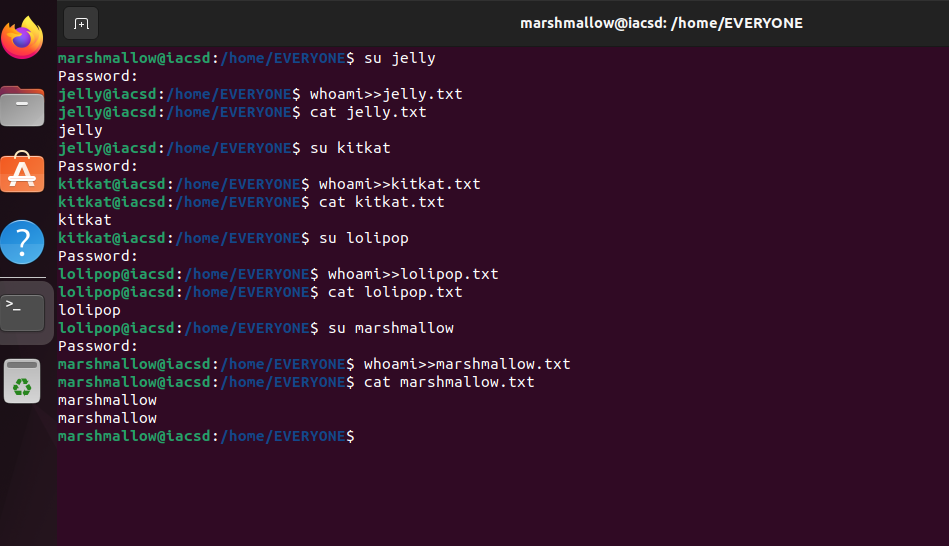 marshmallow@iacsd: /home/EVERYONE
marshmallow@iacsd:/home/EVERYONE$ su jelly
Password:
jelly@iacsd:/home/EVERYONE$ whoami>>jelly.txt
jelly@iacsd:/home/EVERYONE$ cat jelly.txt
jelly
jelly@iacsd:/home/EVERYONE$ su kitkat
Password:
kitkat@iacsd:/home/EVERYONE$ whoami>>kitkat.txt
kitkat@iacsd:/home/EVERYONE$ cat kitkat.txt
kitkat
kitkat@iacsd:/home/EVERYONE$ su lolipop
Password:
lolipop@iacsd:/home/EVERYONE$ whoami>>lolipop.txt
lolipop@iacsd:/home/EVERYONE$ cat lolipop.txt
lolipop
lolipop@iacsd:/home/EVERYONE$ su marshmallow
Password:
marshmallow@iacsd:/home/EVERYONE$ whoami>>marshmallow.txt
marshmallow@iacsd:/home/EVERYONE$ cat marshmallow.txt
marshmallow
marshmallow
marshmallow@iacsd:/home/EVERYONE$